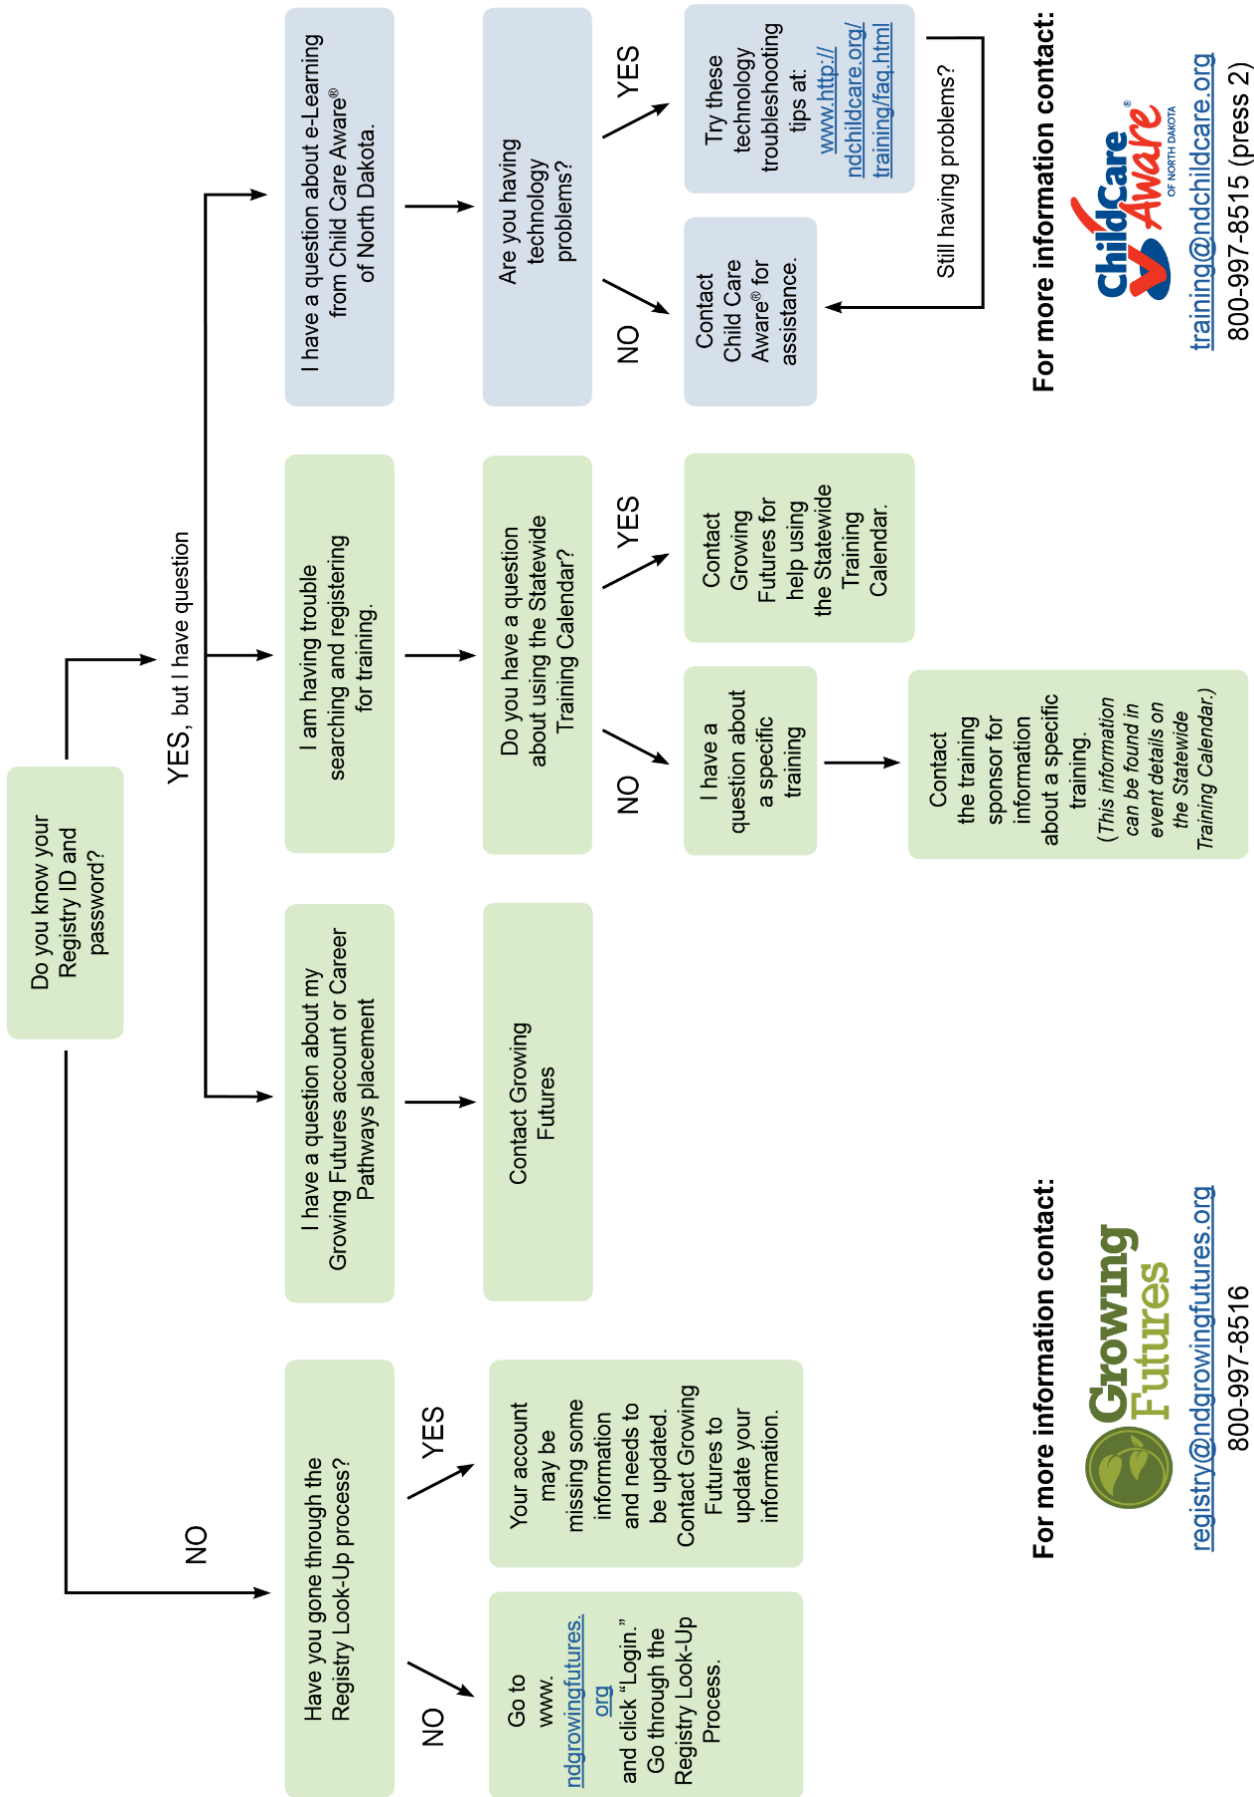 Do you know your
Registry ID and
password?
NO
YES, but I have question
Have you gone through the
Registry Look-Up process?
NO
YES
Go to
www.
ndgrowingfutures.
org
and click “Login.”
Go through the
Registry Look-Up
Process.
Your account
may be
missing some
information
and needs to
be updated.
Contact Growing
Futures to
update your
information.
I have a question about my
Growing Futures account or Career
Pathways placement
Contact Growing
Futures
I am having trouble
searching and registering
for training.
Do you have a question
about using the Statewide
Training Calendar?
NO
YES
I have a
question about
a specific
training
Contact
the training
sponsor for
information
about a specific
training.
(This information
can be found in
event details on
the Statewide
Training Calendar.)
Contact
Growing
Futures for
help using
the Statewide
Training
Calendar.
I have a question about e-Learning
from Child Care Aware®
of North Dakota.
Are you having
technology
problems?
NO
YES
Contact
Child Care
Aware® for
assistance.
Try these
technology
troubleshooting
tips at:
www.http://
ndchildcare.org/
training/faq.html
Still having problems?
For more information contact:
Growing
Futures
registry@ndgrowingfutures.org
800-997-8516
For more information contact:
ChildCare
Aware®
OF NORTH DAKOTA
training@ndchildcare.org
800-997-8515 (press 2)